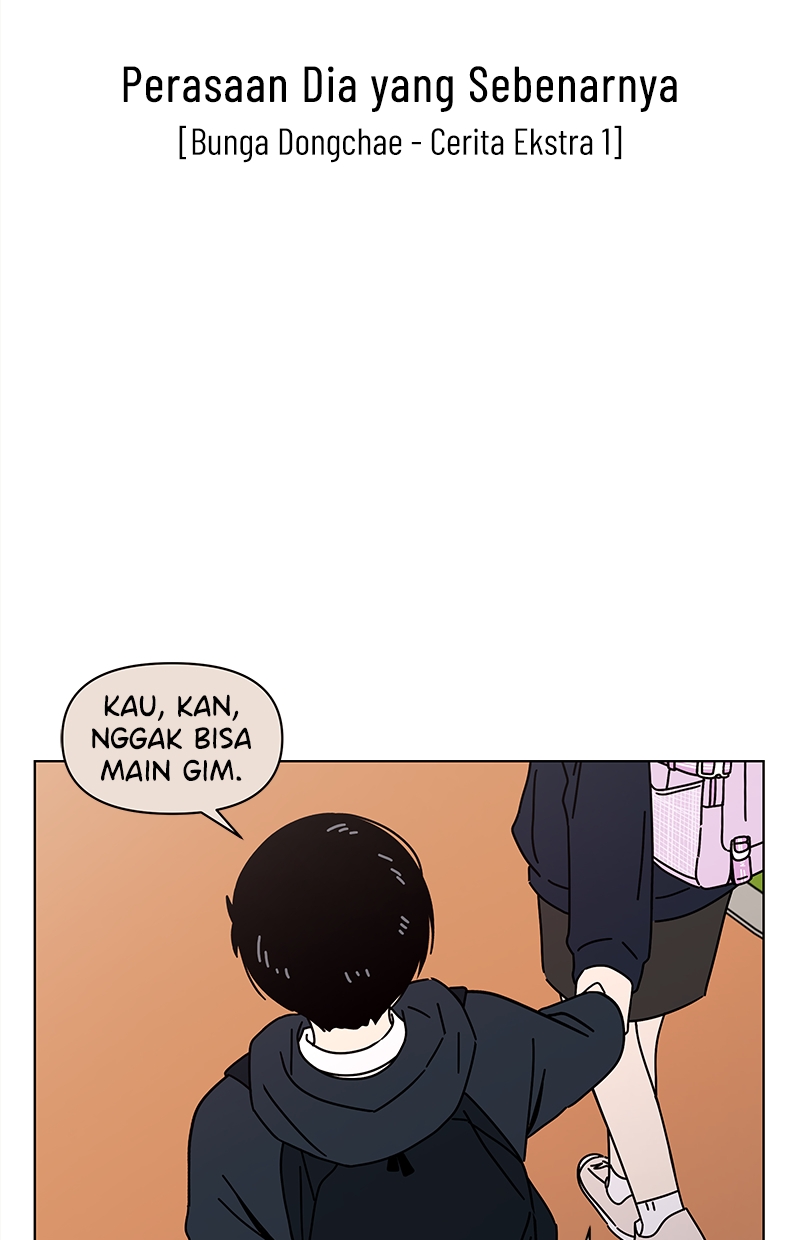 Perasaan Dia yang Sebenarnya
[Bunga Dongchae - Cerita Ekstra 1]
KAU, KAN,
NGGAK BISA
MAIN GIM.